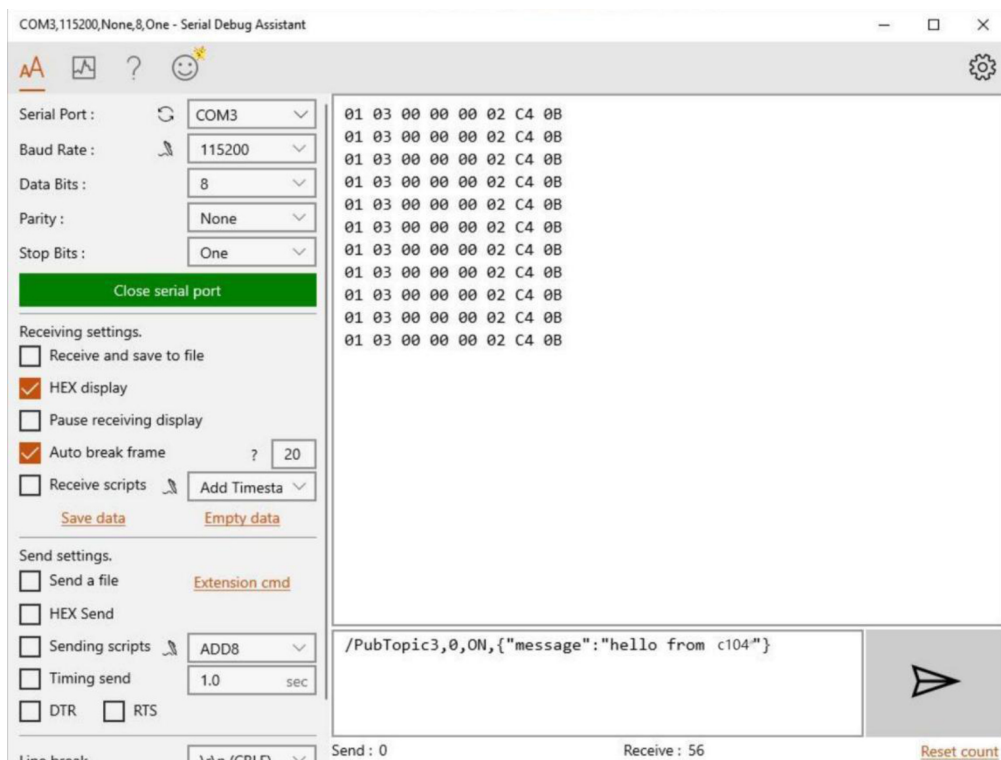 COM3,115200,None,8,One - Serial Debug Assistant
AA
?
Serial Port :
COM3
Baud Rate :
115200
Data Bits :
8
Parity :
None
Stop Bits :
One
Close serial port
Receiving settings.
Receive and save to file
HEX display
Pause receiving display
Auto break frame ? 20
Receive scripts Add Timesta
Save data Empty data
Send settings.
Send a file Extension cmd
HEX Send
Sending scripts ADD8
Timing send 1.0 sec
DTR RTS
01 03 00 00 00 02 C4 0B
01 03 00 00 00 02 C4 0B
01 03 00 00 00 02 C4 0B
01 03 00 00 00 02 C4 0B
01 03 00 00 00 02 C4 0B
01 03 00 00 00 02 C4 0B
01 03 00 00 00 02 C4 0B
01 03 00 00 00 02 C4 0B
01 03 00 00 00 02 C4 0B
01 03 00 00 00 02 C4 0B
01 03 00 00 00 02 C4 0B
/PubTopic3,0,ON,{"message":"hello from c104"}
Send : 0 Receive : 56 Reset count